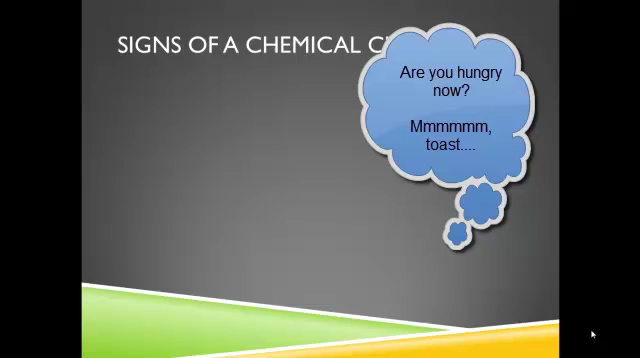 SIGNS OF A CHEMICAL C
Are you hungry
now?
Mmmmmm,
toast....